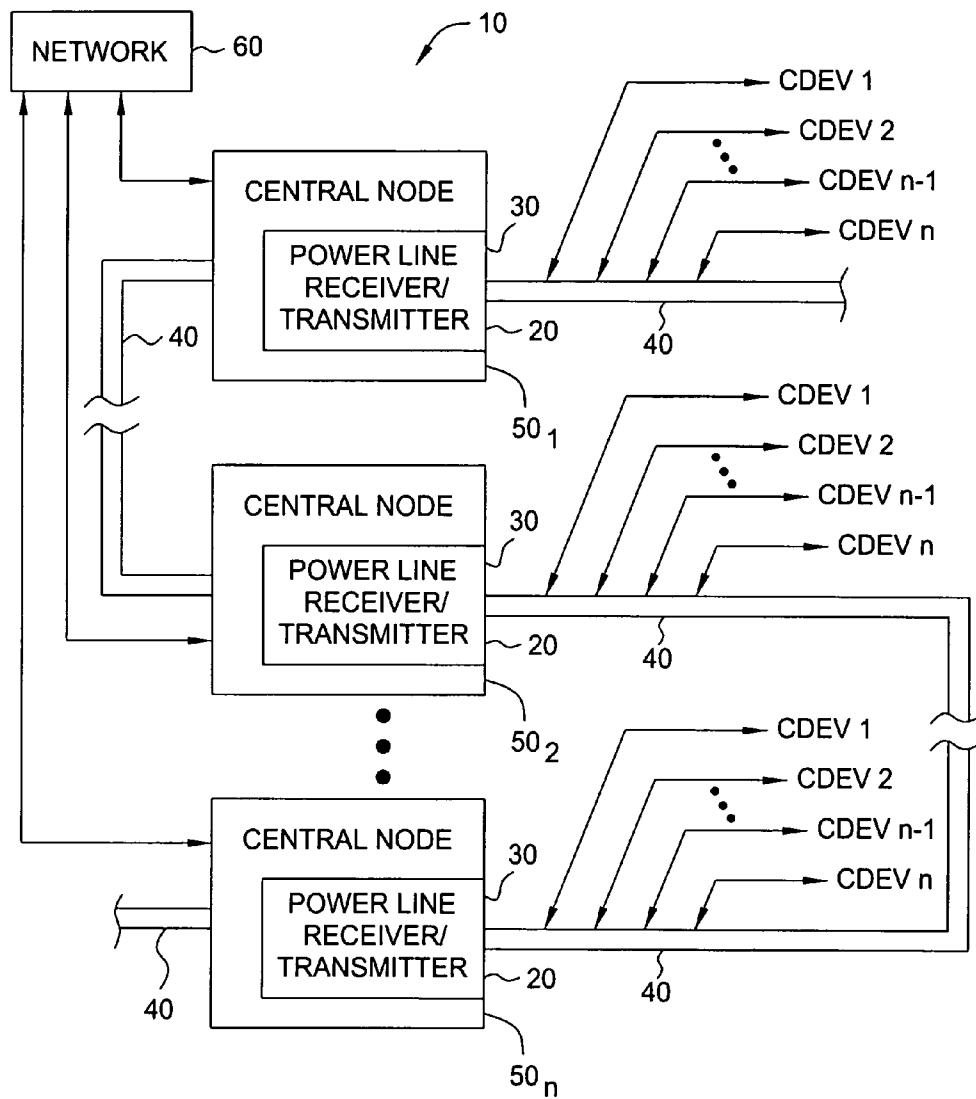 NETWORK
60
10
CDEV 1
CDEV 2
CDEV n-1
CDEV n
CENTRAL NODE
30
POWER LINE
RECEIVER/
TRANSMITTER
20
40
40
50 1
CDEV 1
CDEV 2
CDEV n-1
CDEV n
CENTRAL NODE
30
POWER LINE
RECEIVER/
TRANSMITTER
20
40
50 2
CDEV 1
CDEV 2
CDEV n-1
CDEV n
CENTRAL NODE
30
POWER LINE
RECEIVER/
TRANSMITTER
20
40
40
50 n